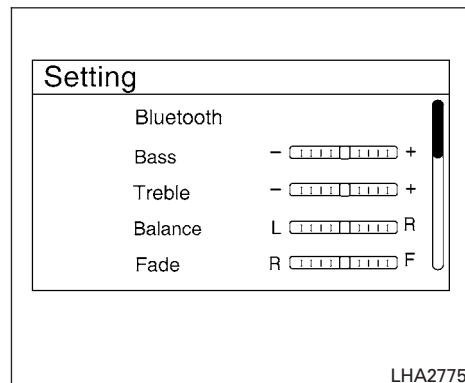 Setting
Bluetooth
Bass - +
Treble - +
Balance L R
Fade R F
LHA2775